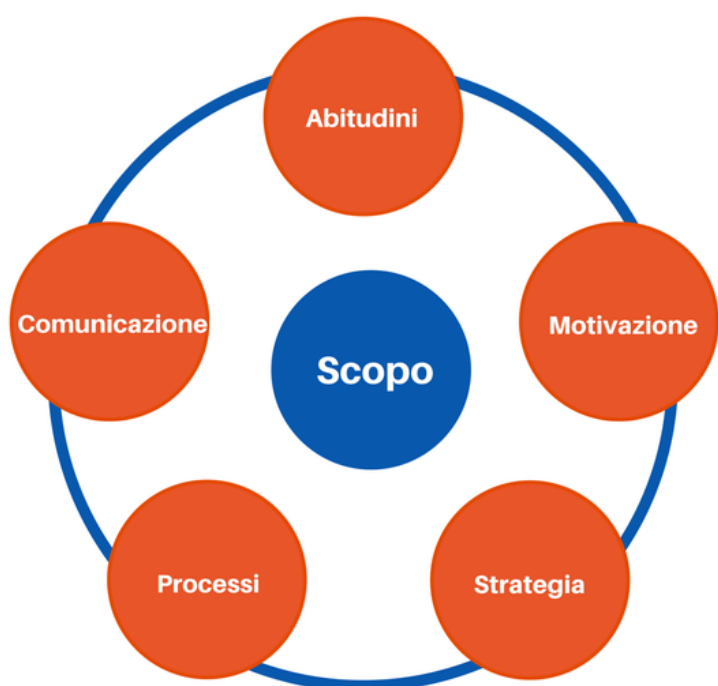 Abitudini
Comunicazione
Motivazione
Scopo
Processi
Strategia